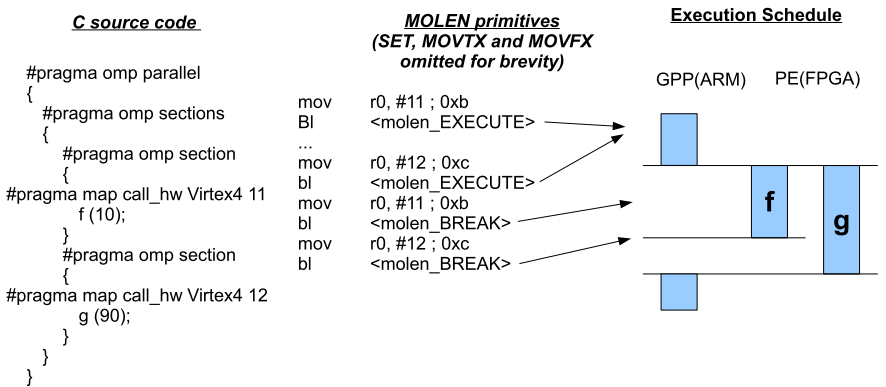 C source code
#pragma omp parallel
{
#pragma omp sections
{
#pragma omp section
{
#pragma map call_hw Virtex4 11
f (10);
}
#pragma omp section
{
#pragma map call_hw Virtex4 12
g (90);
}
}
}
MOLEN primitives
(SET, MOVTX and MOVFX
omitted for brevity)
mov r0, #11 ; 0xb
Bl <molen_EXECUTE>
...
mov r0, #12 ; 0xc
bl <molen_EXECUTE>
mov r0, #11 ; 0xb
bl <molen_BREAK>
mov r0, #12 ; 0xc
bl <molen_BREAK>
Execution Schedule
GPP(ARM) PE(FPGA)
f
g